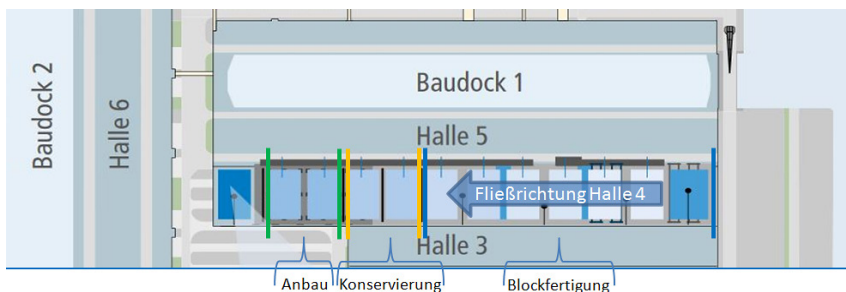 Baudock 2
Halle 6
Baudock 1
Halle 5
Fließrichtung Halle 4
Halle 3
Anbau
Konservierung
Blockfertigung